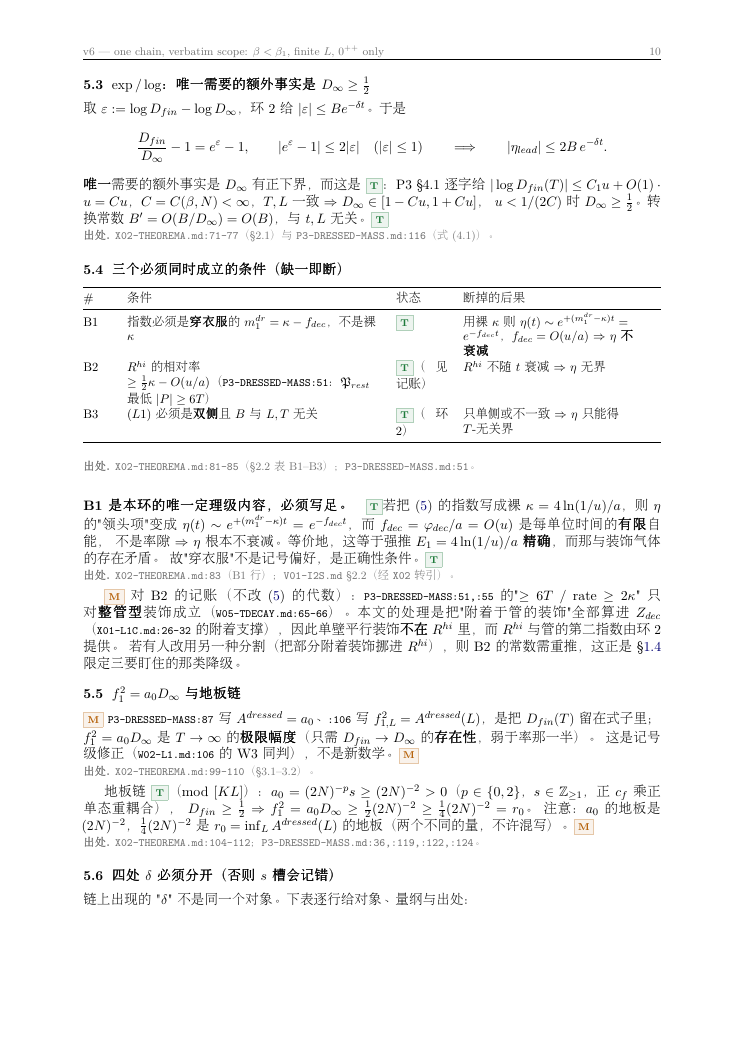 v6 — one chain, verbatim scope: β < β₁, finite L, 0⁺⁺ only 10
5.3 exp / log：唯一需要的额外事实是 D∞ ≥ ½
取 ε := log D_fin − log D∞，环 2 给 |ε| ≤ Be^{−δt}。于是
D_fin/D∞ − 1 = e^ε − 1, |e^ε − 1| ≤ 2|ε| (|ε| ≤ 1) ⟹ |η_lead| ≤ 2B e^{−δt}.
唯一需要的额外事实是 D∞ 有正下界，而这是 T：P3 §4.1 逐字给 |log D_fin(T)| ≤ C₁u + O(1) ·
u = Cu，C = C(β, N) < ∞，T, L 一致 ⇒ D∞ ∈ [1 − Cu, 1 + Cu]，u < 1/(2C) 时 D∞ ≥ ½。转
换常数 B′ = O(B/D∞) = O(B)，与 t, L 无关。T
出处. X02-THEOREMA.md:71-77（§2.1）与 P3-DRESSED-MASS.md:116（式 (4.1)）。
5.4 三个必须同时成立的条件（缺一即断）
# 条件 状态 断掉的后果
B1 指数必须是穿衣服的 m₁^{dr} = κ − f_dec，不是裸 T 用裸 κ 则 η(t) ∼ e^{+(m₁^{dr}−κ)t} =
κ e^{−f_dec t}，f_dec = O(u/a) ⇒ η 不
衰减
B2 R^{hi} 的相对率 T（ 见 R^{hi} 不随 t 衰减 ⇒ η 无界
≥ ½κ − O(u/a)（P3-DRESSED-MASS:51：𝔓_rest 记账）
最低 |P| ≥ 6T）
B3 (L1) 必须是双侧且 B 与 L, T 无关 T（ 环 只单侧或不一致 ⇒ η 只能得
2） T-无关界
出处. X02-THEOREMA.md:81-85（§2.2 表 B1–B3）；P3-DRESSED-MASS.md:51。
B1 是本环的唯一定理级内容，必须写足。 T若把 (5) 的指数写成裸 κ = 4 ln(1/u)/a，则 η
的"领头项"变成 η(t) ∼ e^{+(m₁^{dr}−κ)t} = e^{−f_dec t}，而 f_dec = φ_dec/a = O(u) 是每单位时间的有限自
能，不是率隙 ⇒ η 根本不衰减。等价地，这等于强推 E₁ = 4 ln(1/u)/a 精确，而那与装饰气体
的存在矛盾。故"穿衣服"不是记号偏好，是正确性条件。T
出处. X02-THEOREMA.md:83（B1 行）；V01-I2S.md §2.2（经 X02 转引）。
M 对 B2 的记账（不改 (5) 的代数）：P3-DRESSED-MASS:51,:55 的"≥ 6T / rate ≥ 2κ" 只
对整管型装饰成立（W05-TDECAY.md:65-66）。本文的处理是把"附着于管的装饰"全部算进 Z_dec
（X01-L1C.md:26-32 的附着支撑），因此单壁平行装饰不在 R^{hi} 里，而 R^{hi} 与管的第二指数由环 2
提供。若有人改用另一种分割（把部分附着装饰挪进 R^{hi}），则 B2 的常数需重推，这正是 §1.4
限定三要盯住的那类降级。
5.5 f₁² = a₀D∞ 与地板链
M P3-DRESSED-MASS:87 写 A^{dressed} = a₀、:106 写 f²_{1,L} = A^{dressed}(L)，是把 D_fin(T) 留在式子里；
f₁² = a₀D∞ 是 T → ∞ 的极限幅度（只需 D_fin → D∞ 的存在性，弱于率那一半）。这是记号
级修正（W02-L1.md:106 的 W3 同判），不是新数学。M
出处. X02-THEOREMA.md:99-110（§3.1–3.2）。
地板链 T（mod [KL]）：a₀ = (2N)^{−p}s ≥ (2N)^{−2} > 0（p ∈ {0, 2}，s ∈ ℤ_{≥1}，正 c_f 乘正
单态重耦合），D_fin ≥ ½ ⇒ f₁² = a₀D∞ ≥ ½(2N)^{−2} ≥ ¼(2N)^{−2} = r₀。注意：a₀ 的地板是
(2N)^{−2}，¼(2N)^{−2} 是 r₀ = inf_L A^{dressed}(L) 的地板（两个不同的量，不许混写）。M
出处. X02-THEOREMA.md:104-112；P3-DRESSED-MASS.md:36,:119,:122,:124。
5.6 四处 δ 必须分开（否则 s 槽会记错）
链上出现的 "δ" 不是同一个对象。下表逐行给对象、量纲与出处：